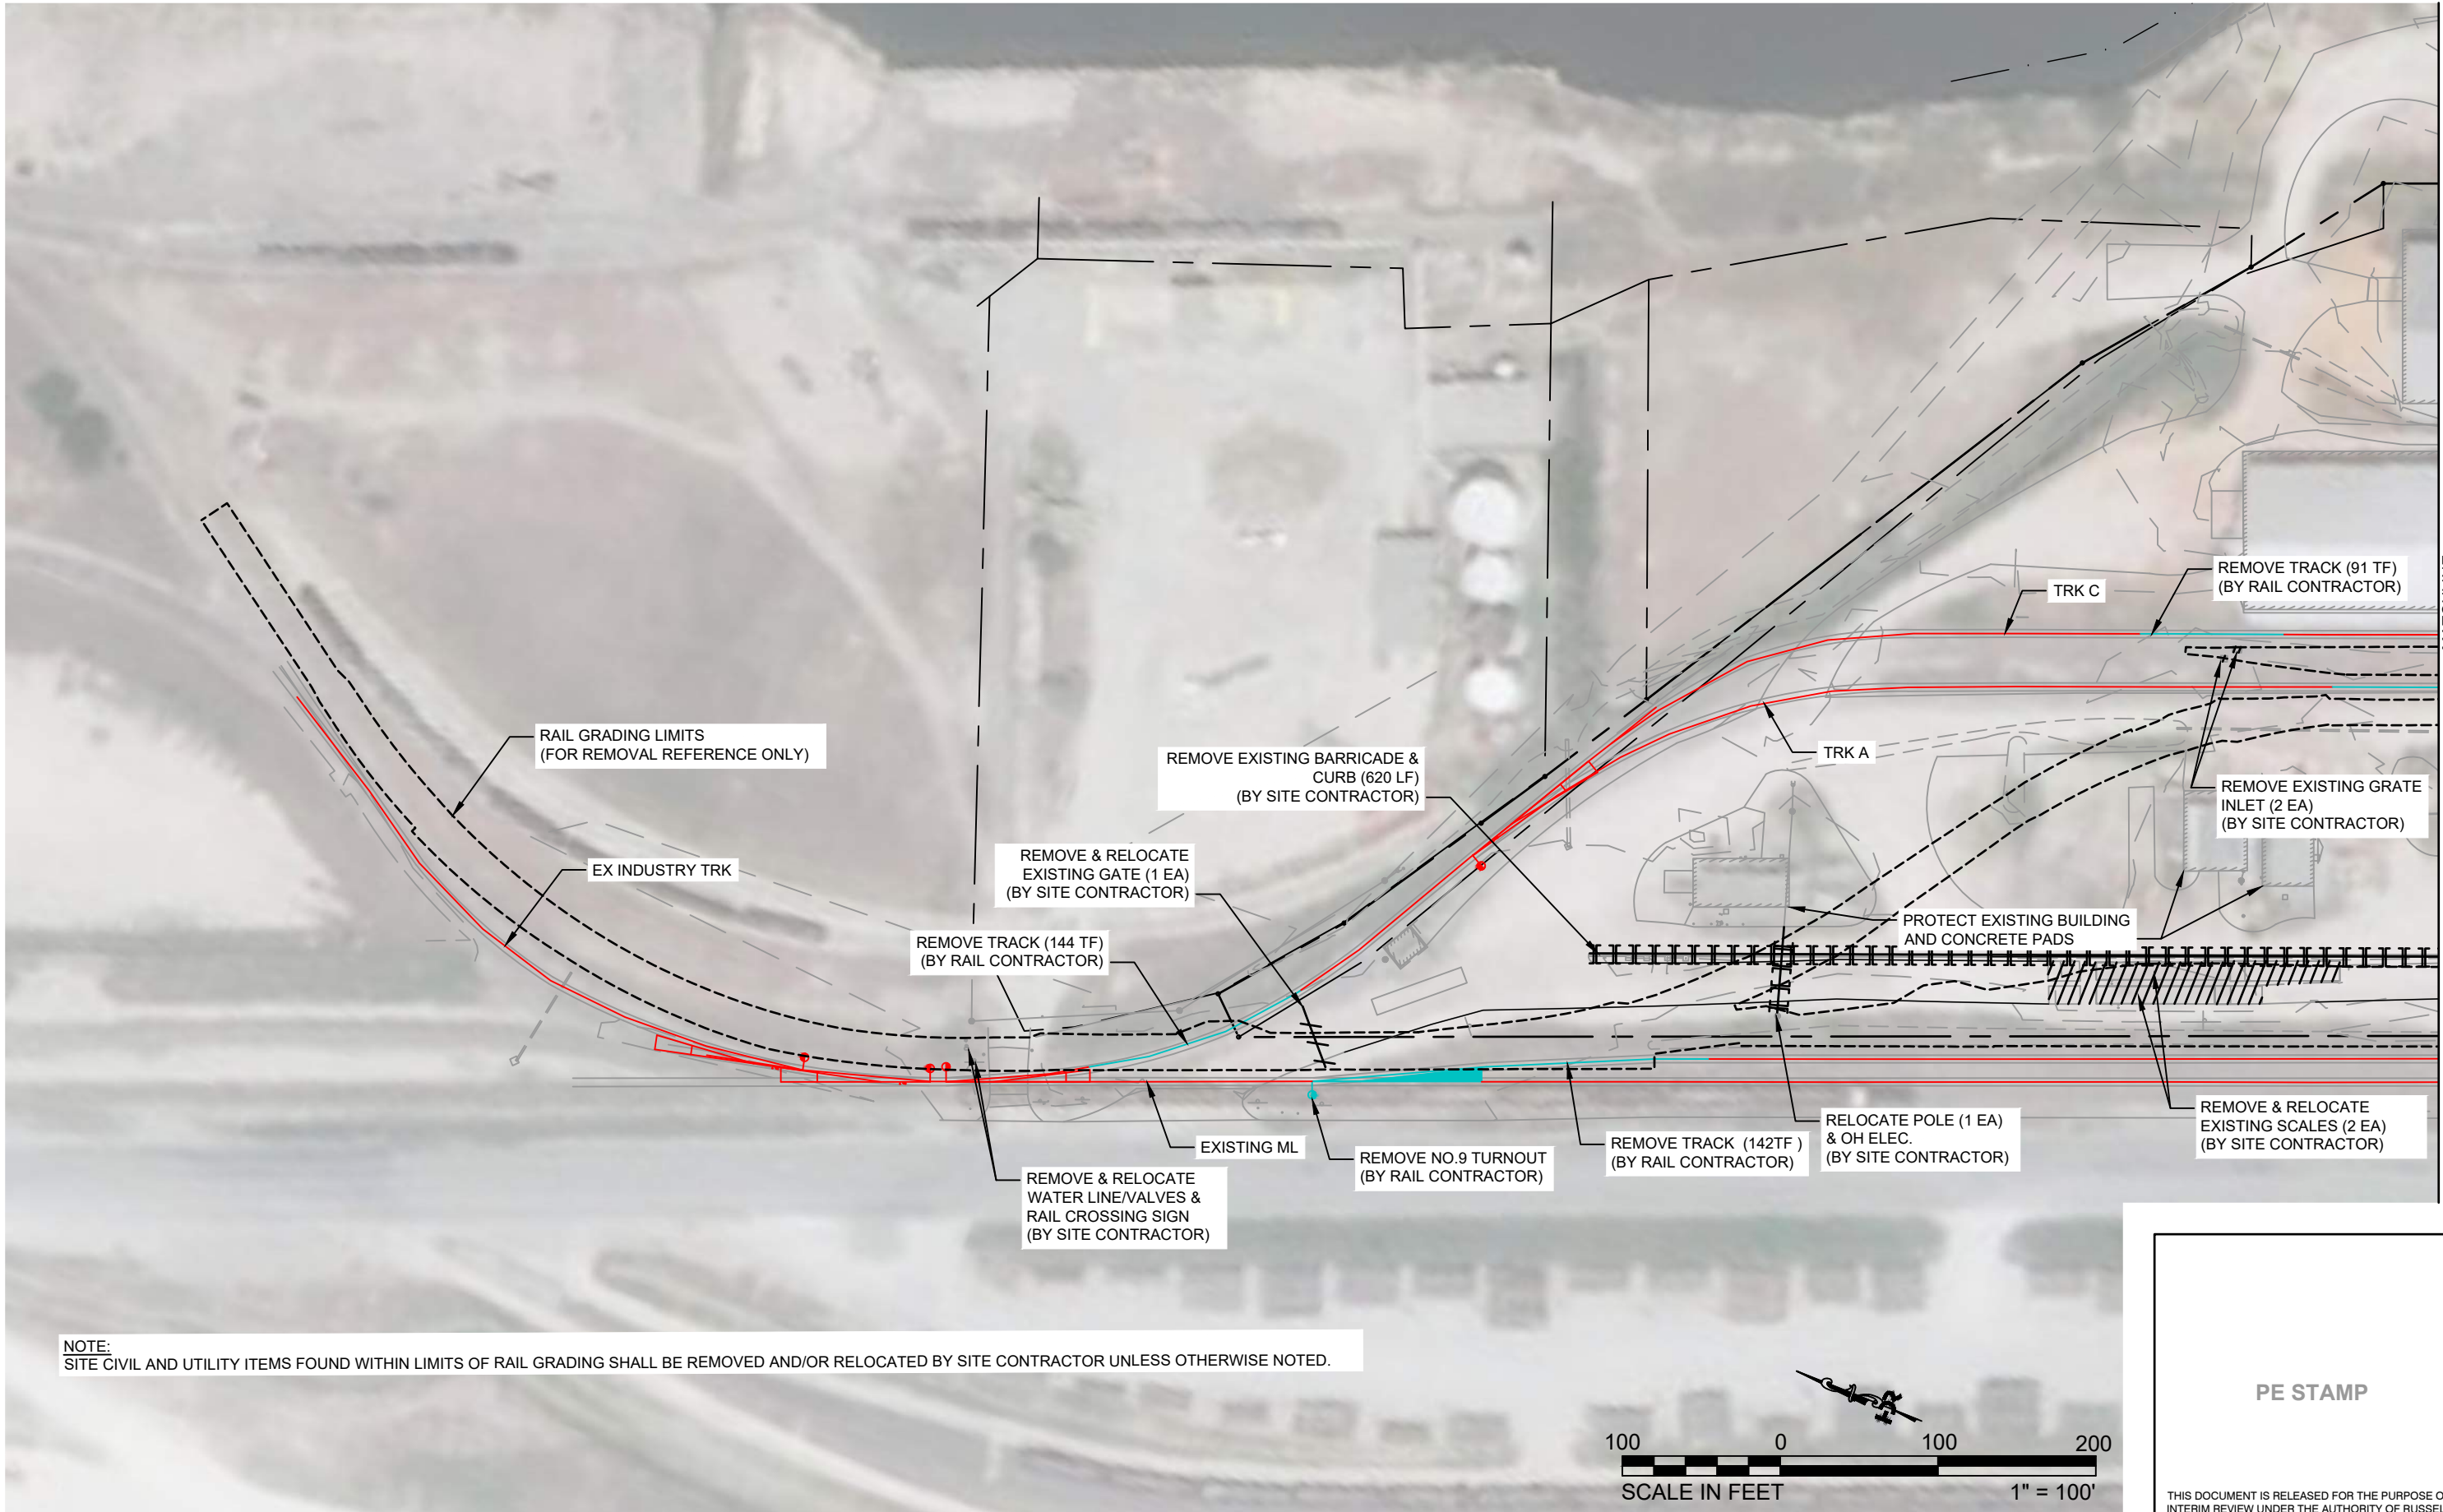 REMOVE TRACK (91 TF)
(BY RAIL CONTRACTOR)
TRK C
RAIL GRADING LIMITS
(FOR REMOVAL REFERENCE ONLY)
REMOVE EXISTING BARRICADE &
CURB (620 LF)
(BY SITE CONTRACTOR)
TRK A
REMOVE EXISTING GRATE
INLET (2 EA)
(BY SITE CONTRACTOR)
EX INDUSTRY TRK
REMOVE & RELOCATE
EXISTING GATE (1 EA)
(BY SITE CONTRACTOR)
PROTECT EXISTING BUILDING
AND CONCRETE PADS
REMOVE TRACK (144 TF)
(BY RAIL CONTRACTOR)
EXISTING ML
REMOVE NO.9 TURNOUT
(BY RAIL CONTRACTOR)
REMOVE TRACK (142TF )
(BY RAIL CONTRACTOR)
RELOCATE POLE (1 EA)
& OH ELEC.
(BY SITE CONTRACTOR)
REMOVE & RELOCATE
EXISTING SCALES (2 EA)
(BY SITE CONTRACTOR)
REMOVE & RELOCATE
WATER LINE/VALVES &
RAIL CROSSING SIGN
(BY SITE CONTRACTOR)
NOTE:
SITE CIVIL AND UTILITY ITEMS FOUND WITHIN LIMITS OF RAIL GRADING SHALL BE REMOVED AND/OR RELOCATED BY SITE CONTRACTOR UNLESS OTHERWISE NOTED.
PE STAMP
100 0 100 200
SCALE IN FEET 1" = 100'
THIS DOCUMENT IS RELEASED FOR THE PURPOSE
INTERIM REVIEW UNDER THE AUTHORITY OF